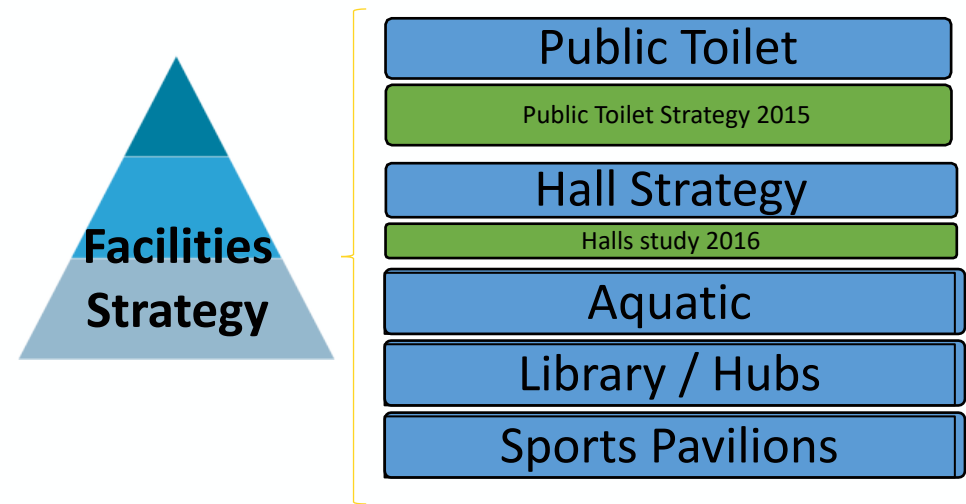 Facilities
Strategy
Public Toilet
Public Toilet Strategy 2015
Hall Strategy
Halls study 2016
Aquatic
Library / Hubs
Sports Pavilions